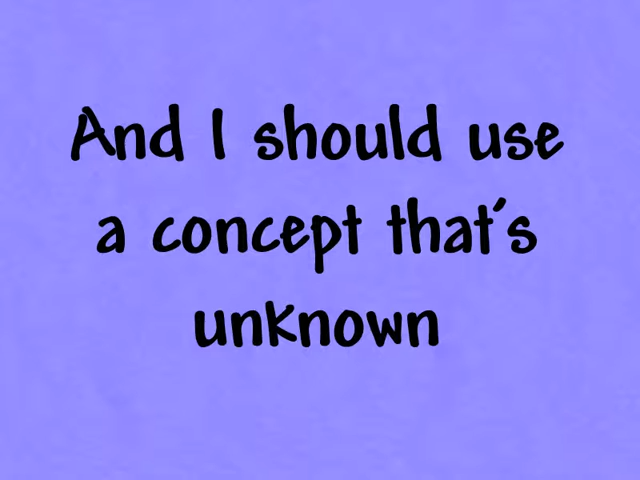 And I should use
a concept that's
unknown